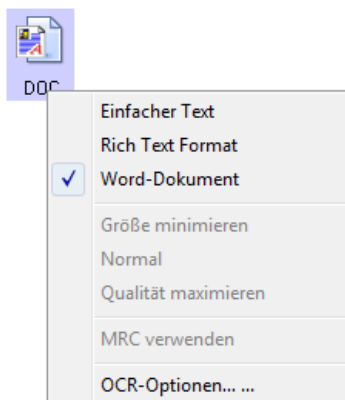 DOC
Einfacher Text
Rich Text Format
Word-Dokument
Größe minimieren
Normal
Qualität maximieren
MRC verwenden
OCR-Optionen... ...